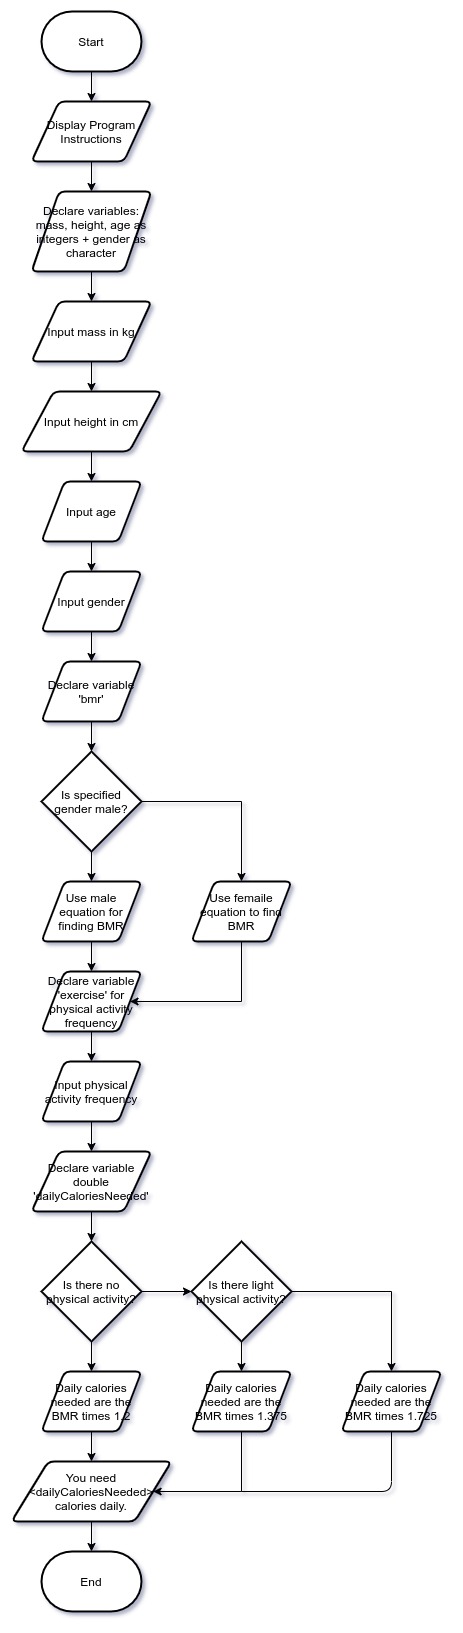 Start
Display Program
Instructions
Declare variables:
mass, height, age as
integers + gender as
character
Input mass in kg
Input height in cm
Input age
Input gender
Declare variable
'bmr'
Is specified
gender male?
Use male
equation for
finding BMR
Use femaile
equation to find
BMR
Declare variable
'exercise' for
physical activity
frequency
Input physical
activity frequency
Declare variable
double
'dailyCaloriesNeeded'
Is there no
physical activity?
Is there light
physical activity?
Daily calories
needed are the
BMR times 1.2
Daily calories
needed are the
BMR times 1.375
Daily calories
needed are the
BMR times 1.725
You need
<dailyCaloriesNeeded>
calories daily.
End